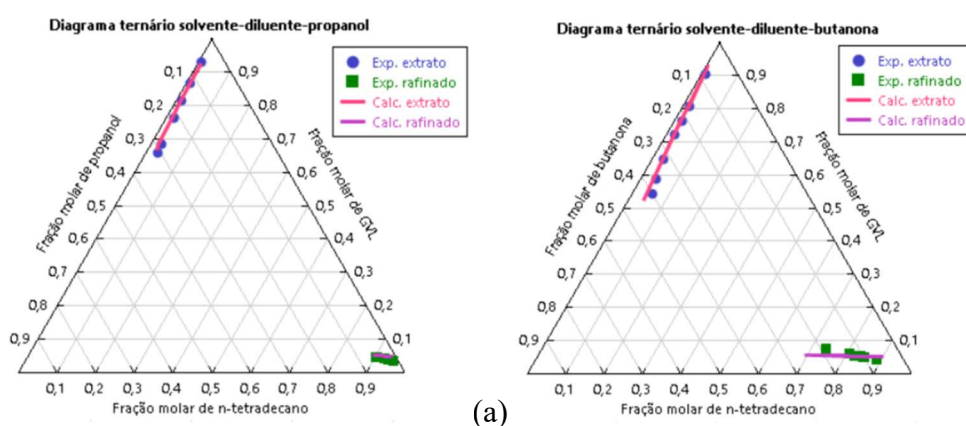 Diagrama ternário solvente-diluente-propanol
Exp. extrato
Exp. rafinado
Calc. extrato
Calc. rafinado
Fração molar de propanol
0,1
0,2
0,3
0,5
0,6
0,7
0,8
0,9
Fração molar de GVL
0,9
0,8
0,7
0,5
0,4
0,3
0,2
0,1
0,1 0,2 0,3 0,4 0,5 0,6 0,7 0,8 0,9
Fração molar de n-tetradecano
(a)
Diagrama ternário solvente-diluente-butanona
Exp. extrato
Exp. rafinado
Calc. extrato
Calc. rafinado
Fração molar de butanona
0,1
0,2
0,3
0,4
0,5
0,6
0,7
0,8
0,9
Fração molar de GVL
0,9
0,8
0,7
0,5
0,4
0,3
0,2
0,1
0,1 0,2 0,3 0,4 0,5 0,6 0,7 0,8 0,9
Fração molar de n-tetradecano